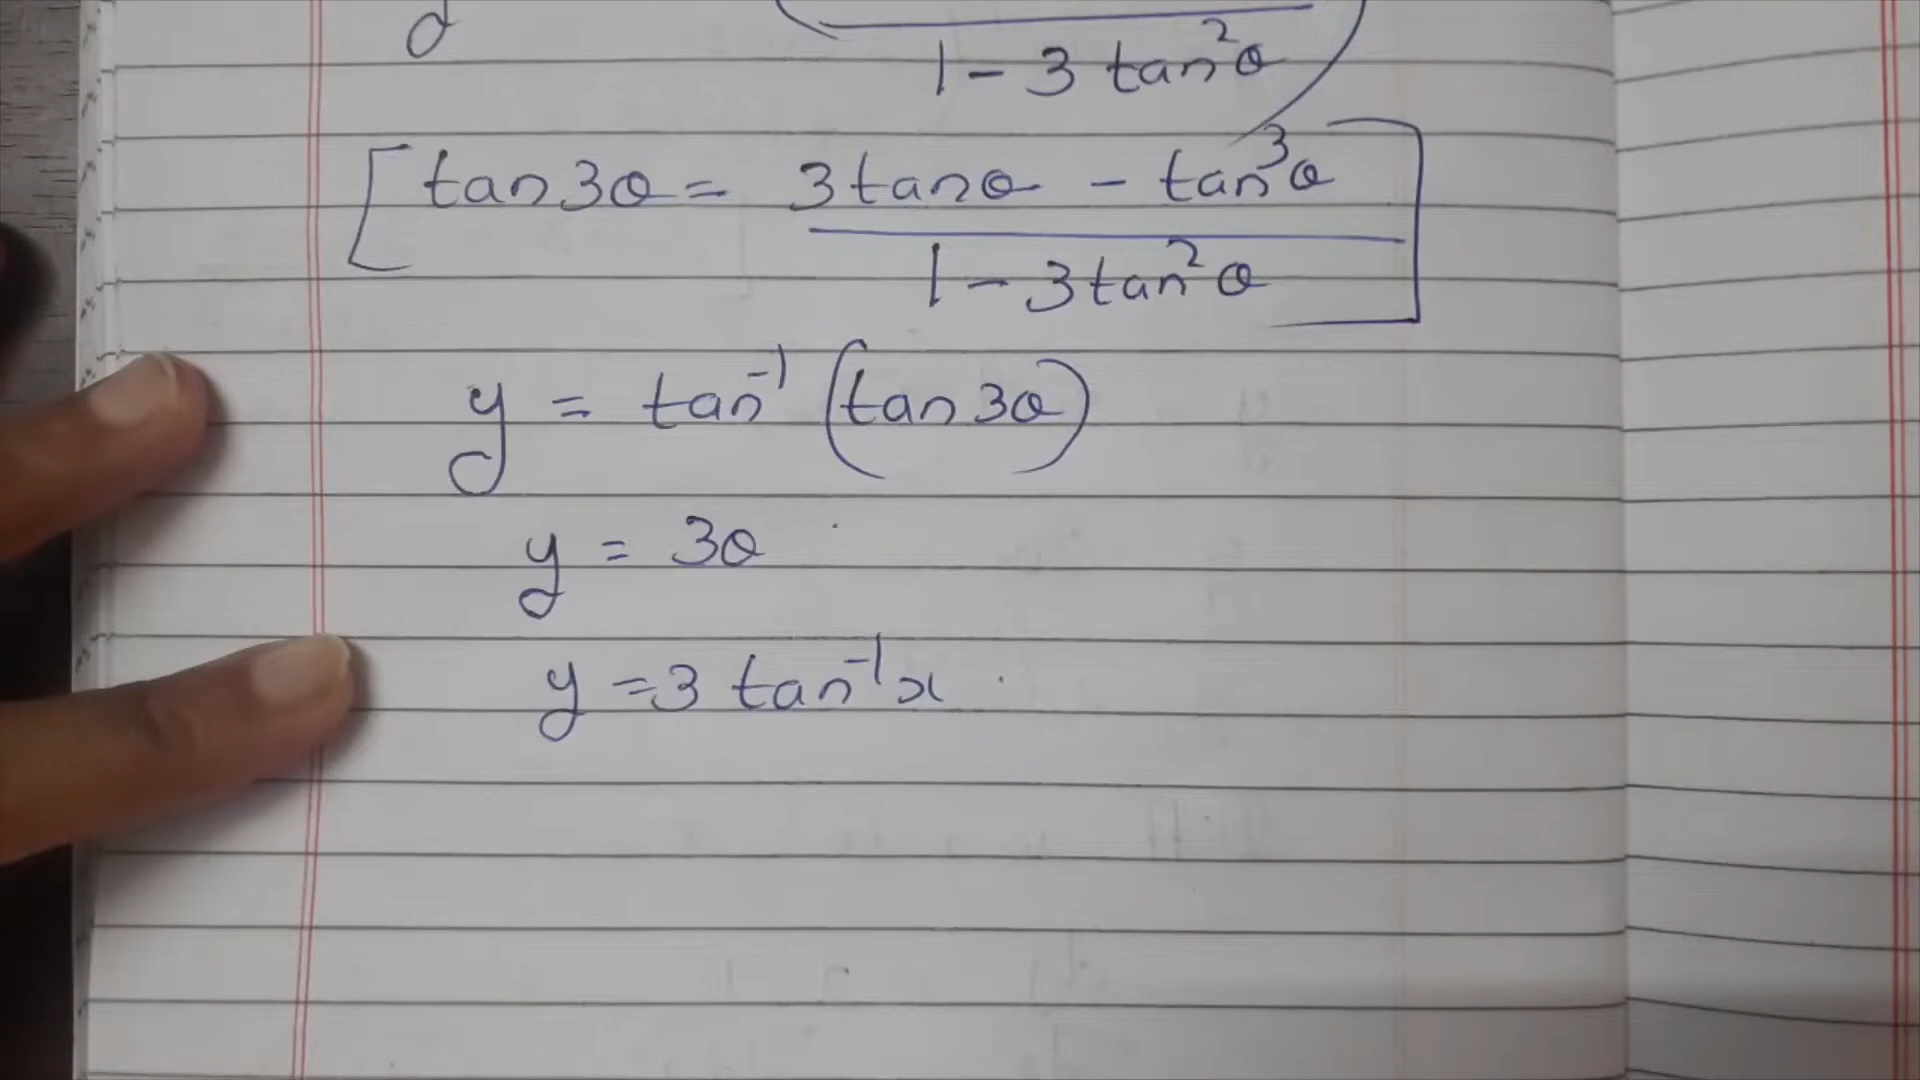 y
1 - 3 tan²θ
[tan3θ = 3tanθ - tan³θ
1 - 3tan²θ]
y = tan⁻¹ (tan3θ)
y = 3θ
y = 3 tan⁻¹x